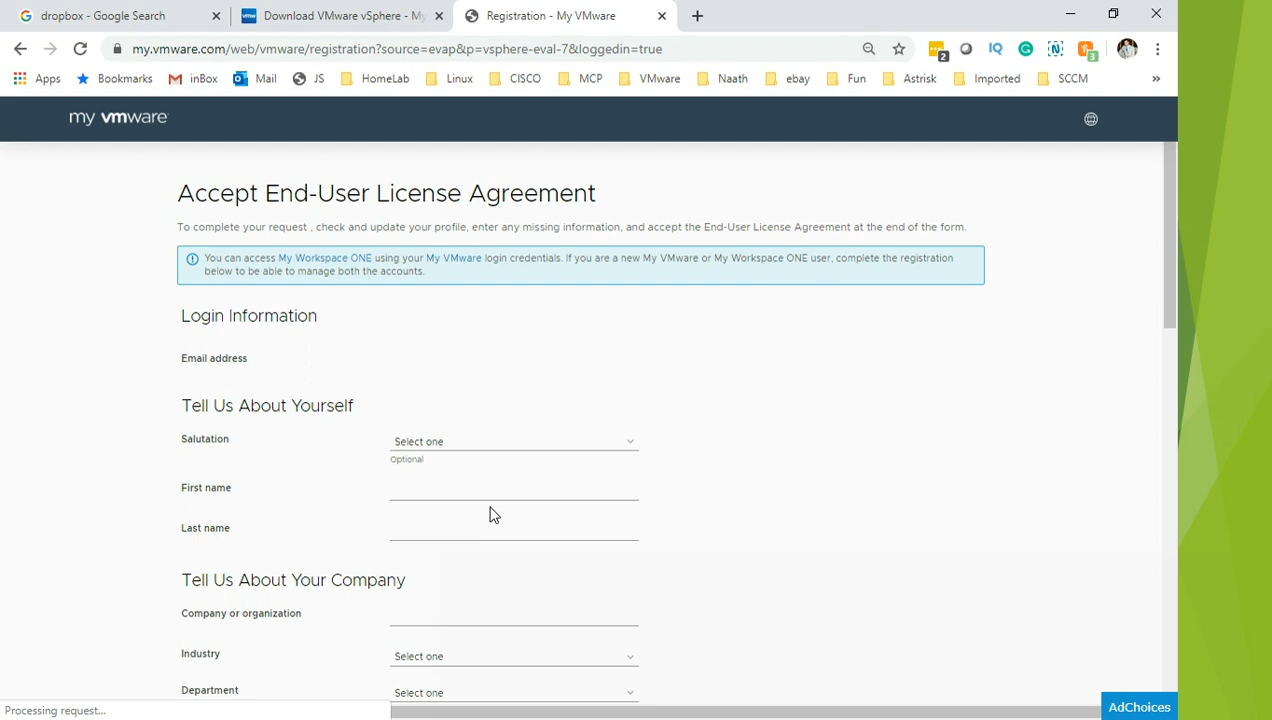 dropbox - Google Search
Download VMware vSphere - My
Registration - My VMware
my.vmware.com/web/vmware/registration?source=evap&p=vsphere-eval-7&loggedin=true
2
IQ
G
N
3
Apps
Bookmarks
inBox
Mail
JS
HomeLab
Linux
CISCO
MCP
VMware
Naath
ebay
Fun
Astrisk
Imported
SCCM
»
my vmware
Accept End-User License Agreement
To complete your request , check and update your profile, enter any missing information, and accept the End-User License Agreement at the end of the form.
You can access My Workspace ONE using your My VMware login credentials. If you are a new My VMware or My Workspace ONE user, complete the registration
below to be able to manage both the accounts.
Login Information
Email address
Tell Us About Yourself
Salutation
Select one
Optional
First name
Last name
Tell Us About Your Company
Company or organization
Industry
Select one
Department
Select one
Processing request...
AdChoices